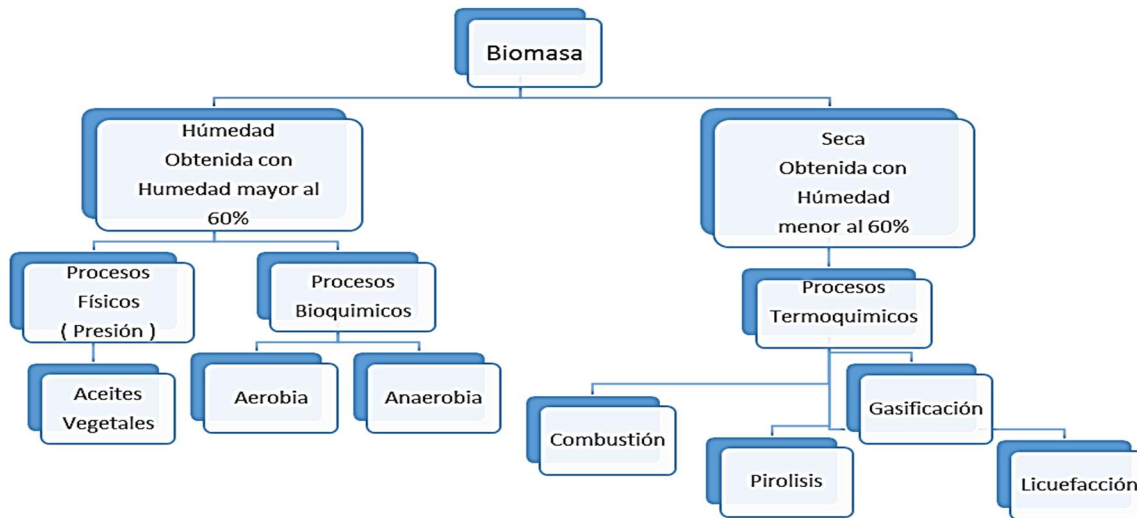 Biomasa
Húmedad
Obtenida con
Humedad mayor al
60%
Seca
Obtenida con
Húmedad
menor al 60%
Procesos
Físicos
( Presión )
Procesos
Bioquimicos
Procesos
Termoquimicos
Aceites
Vegetales
Aerobia
Anaerobia
Combustión
Pirolisis
Gasificación
Licuefacción